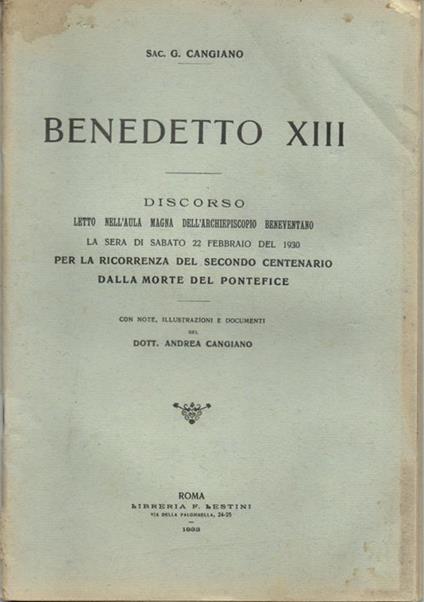 SAC. G. CANGIANO
BENEDETTO XIII
DISCORSO
LETTO NELL'AULA MAGNA DELL'ARCHIEPISCOPIO BENEVENTANO
LA SERA DI SABATO 22 FEBBRAIO DEL 1930
PER LA RICORRENZA DEL SECONDO CENTENARIO
DALLA MORTE DEL PONTEFICE
CON NOTE, ILLUSTRAZIONI E DOCUMENTI
DEL
DOTT. ANDREA CANGIANO
ROMA
LIBRERIA F. LESTINI
VIA DELLA PALOMBELLA, 24-25
1933